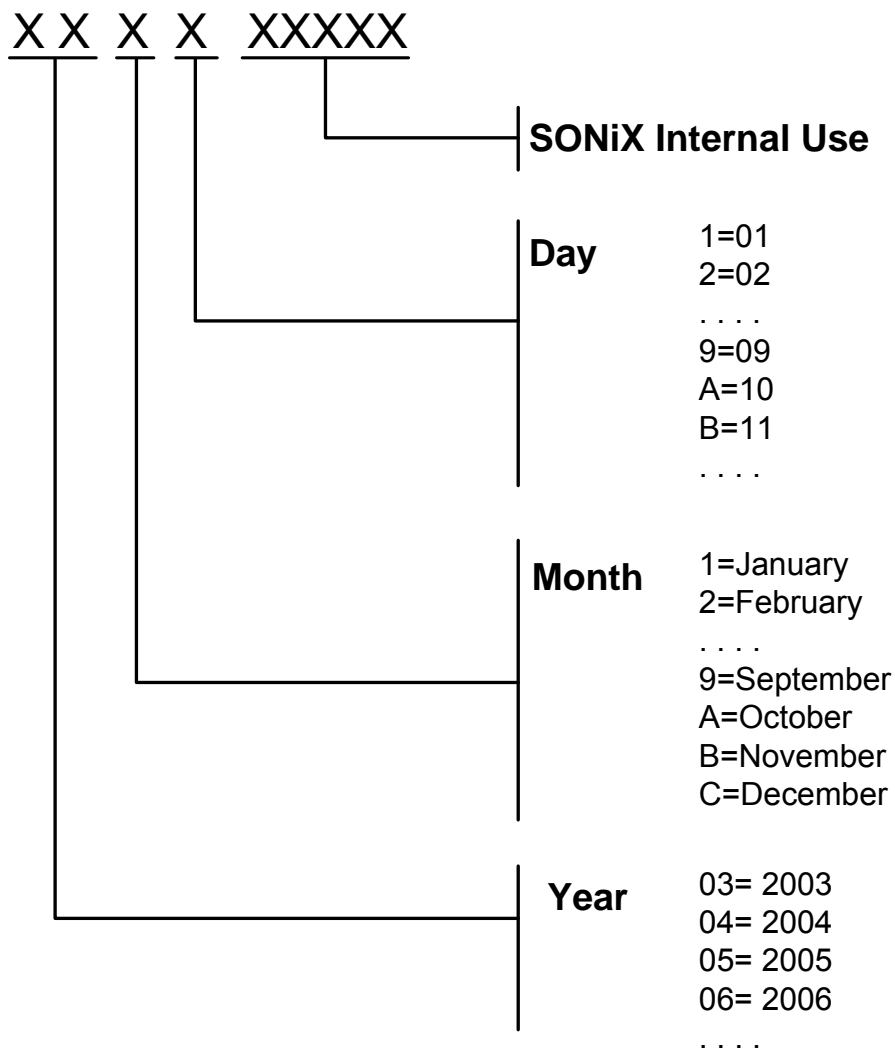 X X X X XXXXX
SONiX Internal Use
Day
1=01
2=02
. . . .
9=09
A=10
B=11
. . . .
Month
1=January
2=February
. . . .
9=September
A=October
B=November
C=December
Year
03= 2003
04= 2004
05= 2005
06= 2006
. . . .